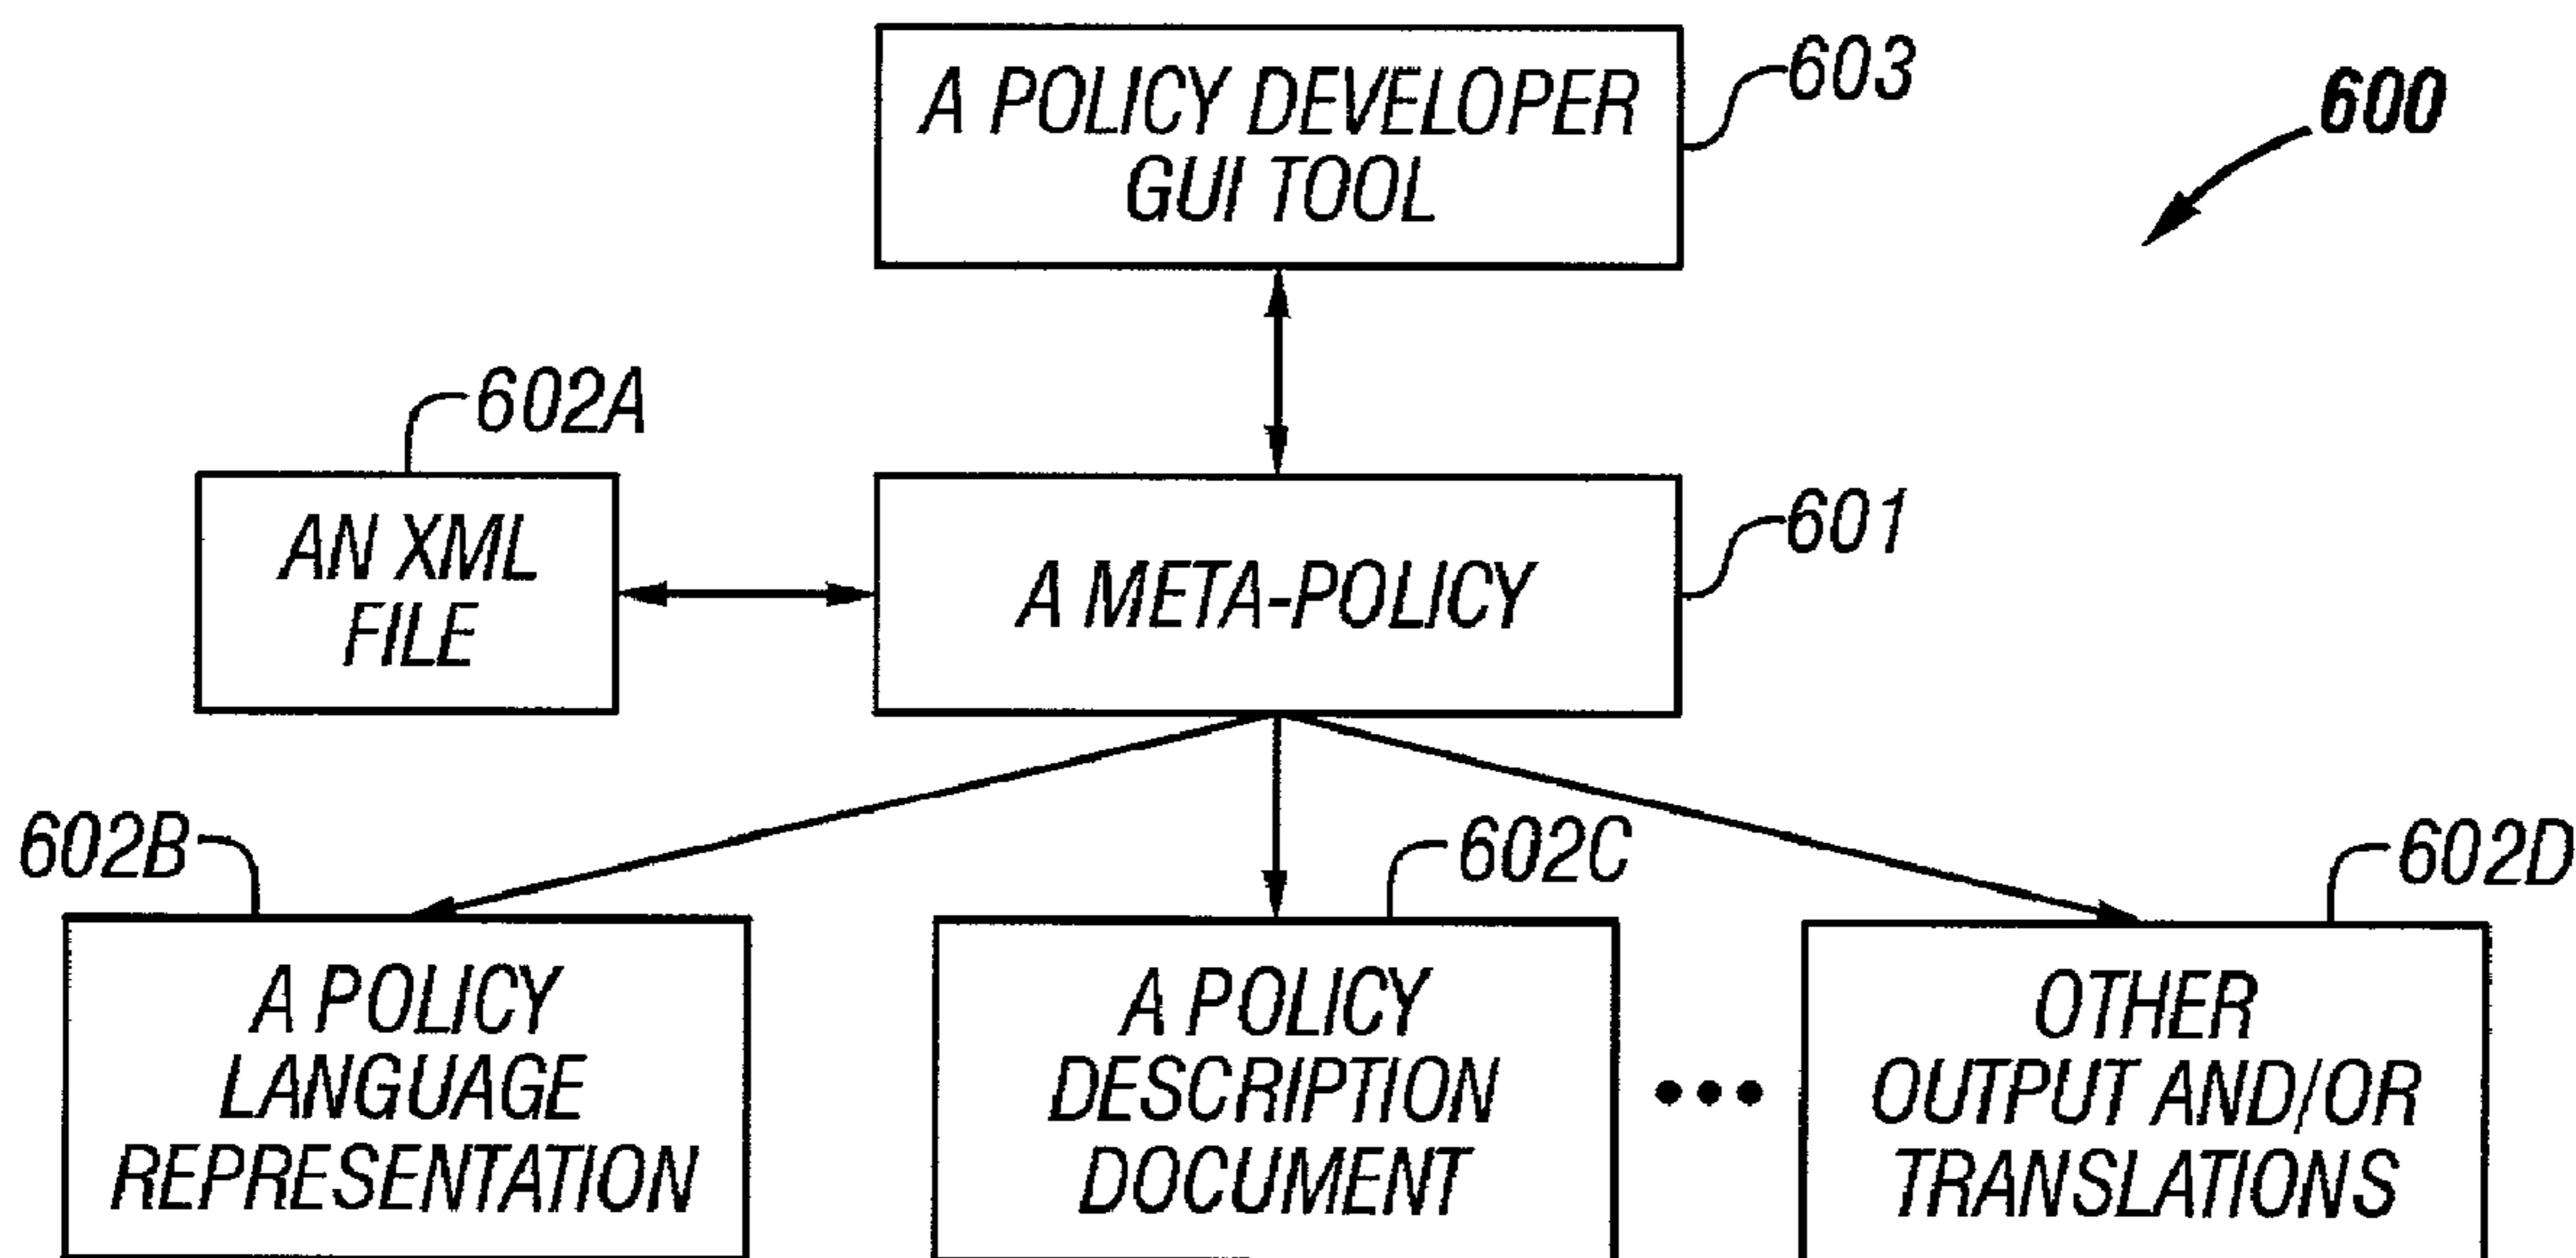 A POLICY DEVELOPER
GUI TOOL
603
600
602A
AN XML
FILE
A META-POLICY
601
602B
602C
602D
A POLICY
LANGUAGE
REPRESENTATION
A POLICY
DESCRIPTION
DOCUMENT
•••
OTHER
OUTPUT AND/OR
TRANSLATIONS